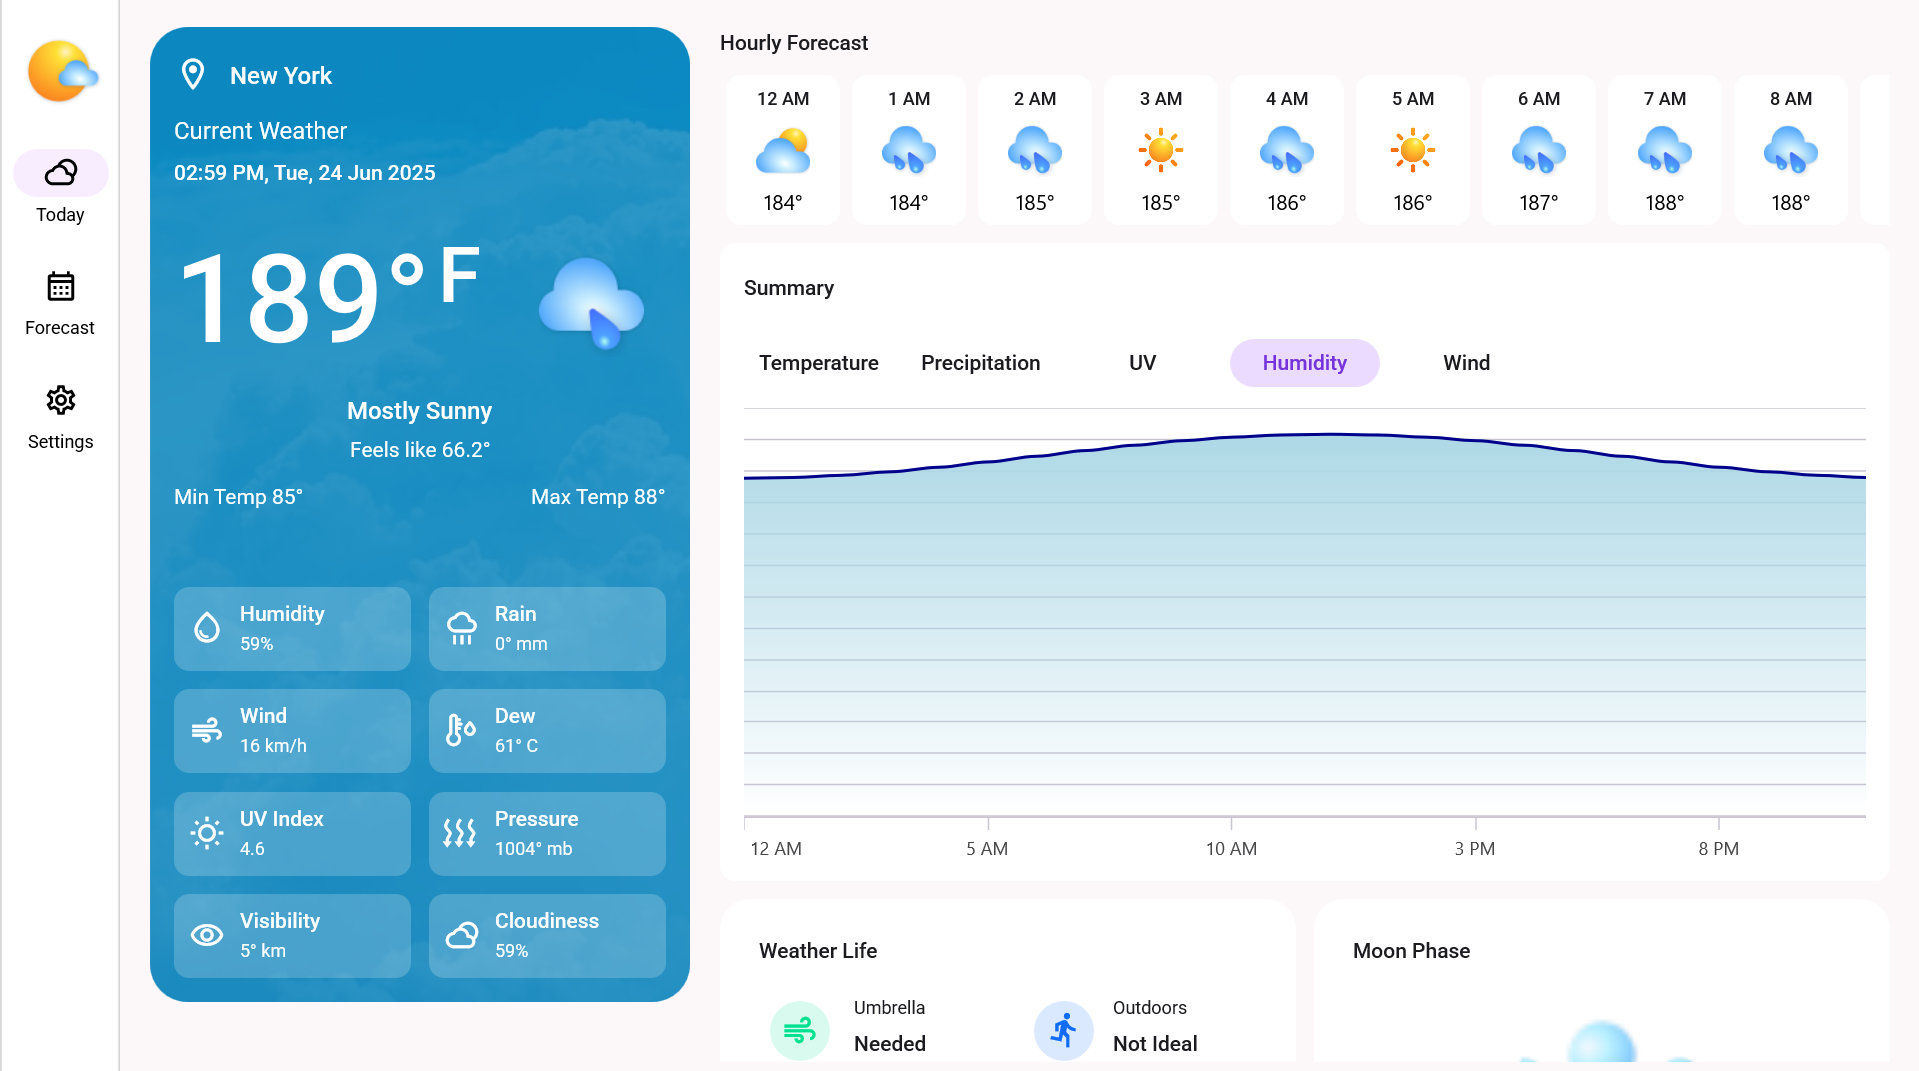 Today
Forecast
Settings
New York
Current Weather
02:59 PM, Tue, 24 Jun 2025
189°F
Mostly Sunny
Feels like 66.2°
Min Temp 85°
Max Temp 88°
Humidity
59%
Rain
0° mm
Wind
16 km/h
Dew
61° C
UV Index
4.6
Pressure
1004° mb
Visibility
5° km
Cloudiness
59%
Hourly Forecast
12 AM 1 AM 2 AM 3 AM 4 AM 5 AM 6 AM 7 AM 8 AM
184° 184° 185° 185° 186° 186° 187° 188° 188°
Summary
Temperature Precipitation UV Humidity Wind
12 AM 5 AM 10 AM 3 PM 8 PM
Weather Life
Umbrella
Needed
Outdoors
Not Ideal
Moon Phase